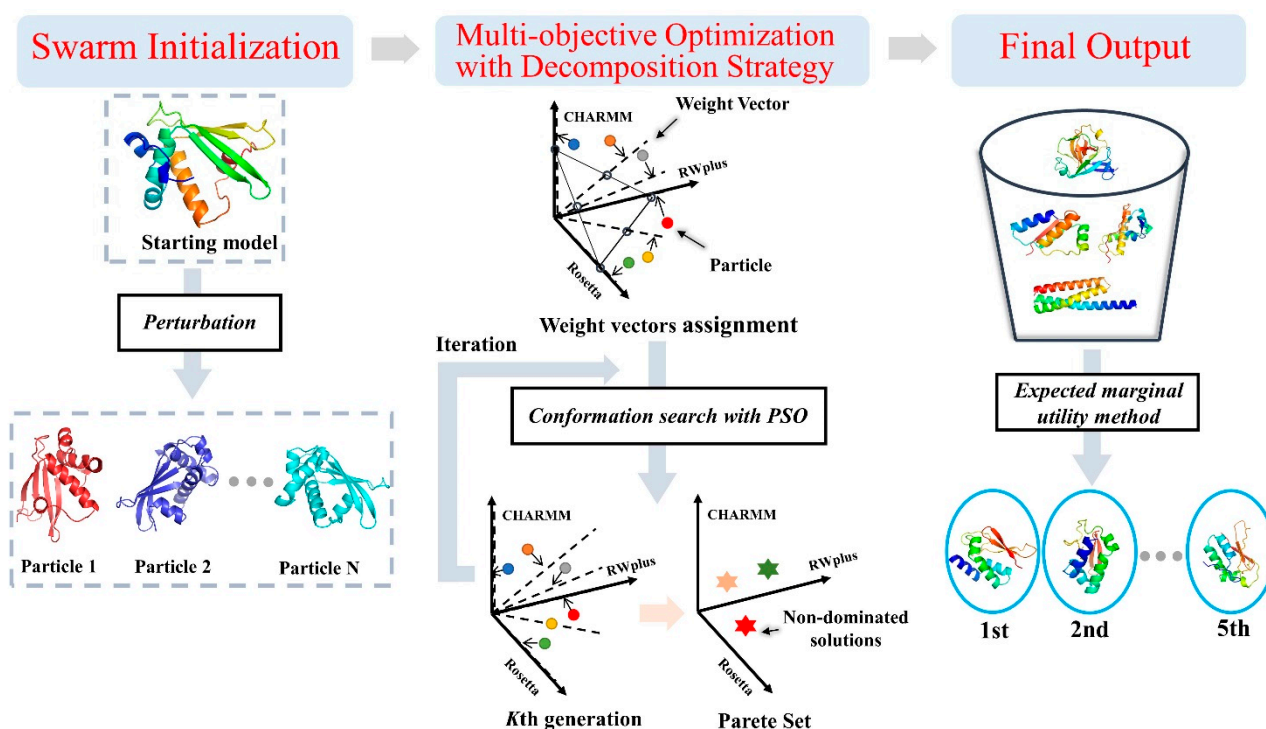 Swarm Initialization
Multi-objective Optimization
with Decomposition Strategy
Final Output
Starting model
Perturbation
Particle 1
Particle 2
Particle N
CHARMM
Weight Vector
RWplus
Particle
Rosetta
Weight vectors assignment
Iteration
Conformation search with PSO
CHARMM
RWplus
Rosetta
Kth generation
CHARMM
RWplus
Non-dominated
solutions
Rosetta
Parete Set
Expected marginal
utility method
1st
2nd
5th